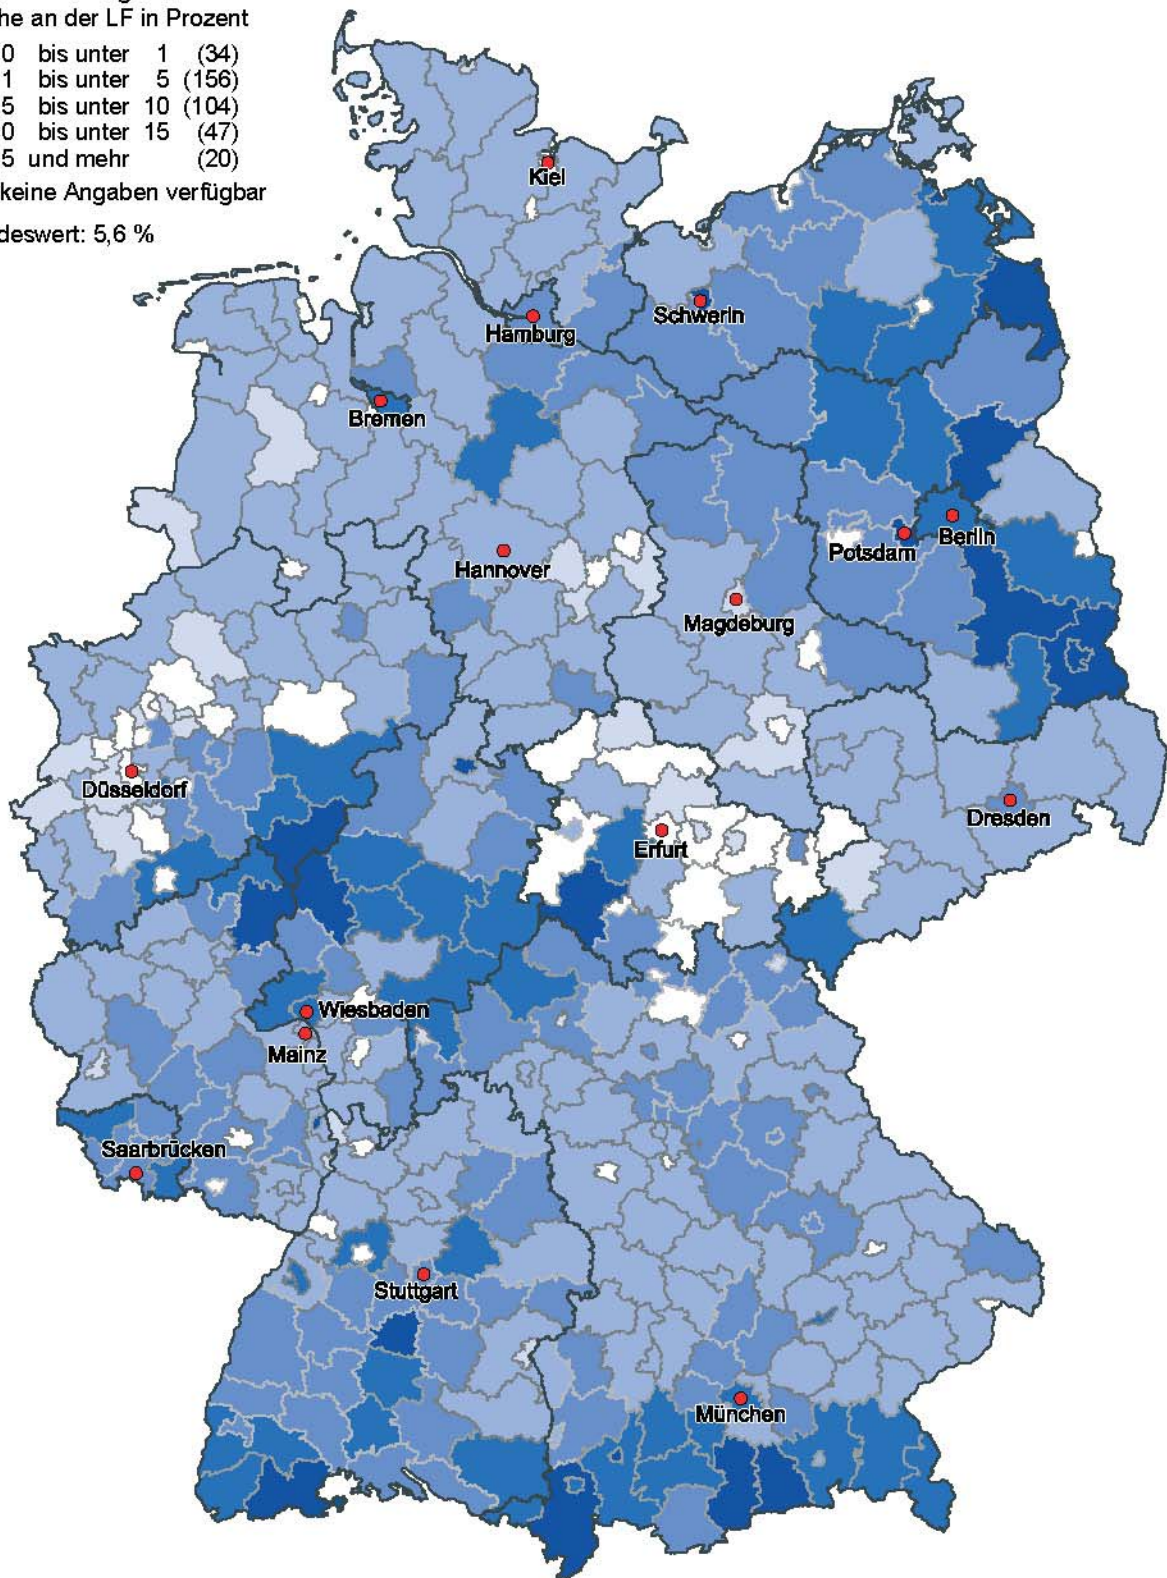 he an der LF in Prozent
0 bis unter 1 (34)
1 bis unter 5 (156)
5 bis unter 10 (104)
0 bis unter 15 (47)
5 und mehr (20)
keine Angaben verfügbar
deswert: 5,6 %
Kiel
Schwerin
Hamburg
Bremen
Berlin
Potsdam
Hannover
Magdeburg
Düsseldorf
Dresden
Erfurt
Wiesbaden
Mainz
Saarbrücken
Stuttgart
München